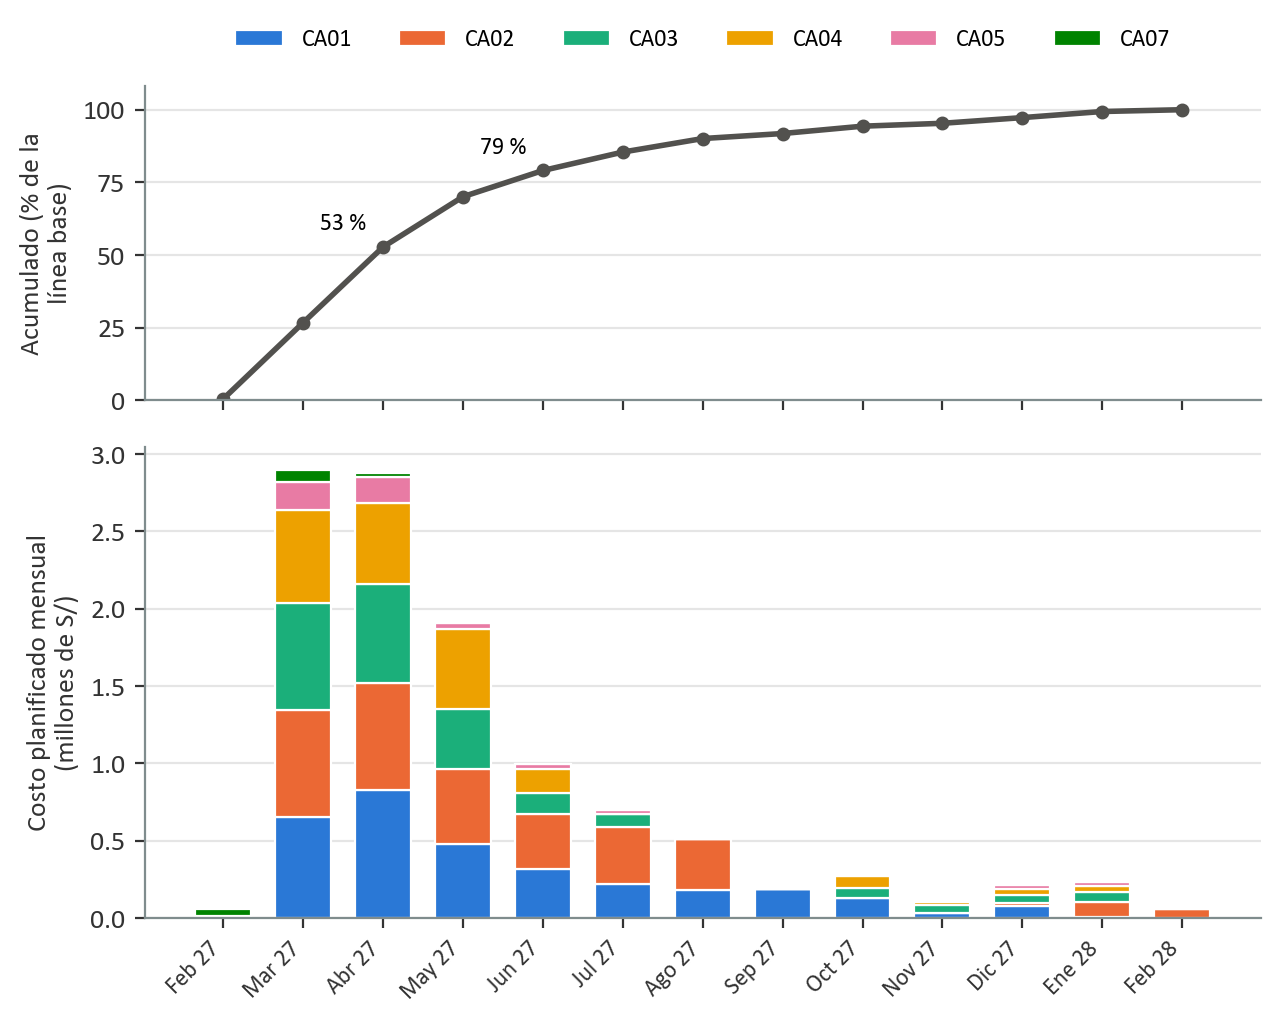 CA01 CA02 CA03 CA04 CA05 CA07
Acumulado (% de la
línea base)
100
75
50
25
0
53 %
79 %
Costo planificado mensual
(millones de S/)
3.0
2.5
2.0
1.5
1.0
0.5
0.0
Feb 27 Mar 27 Abr 27 May 27 Jun 27 Jul 27 Ago 27 Sep 27 Oct 27 Nov 27 Dic 27 Ene 28 Feb 28